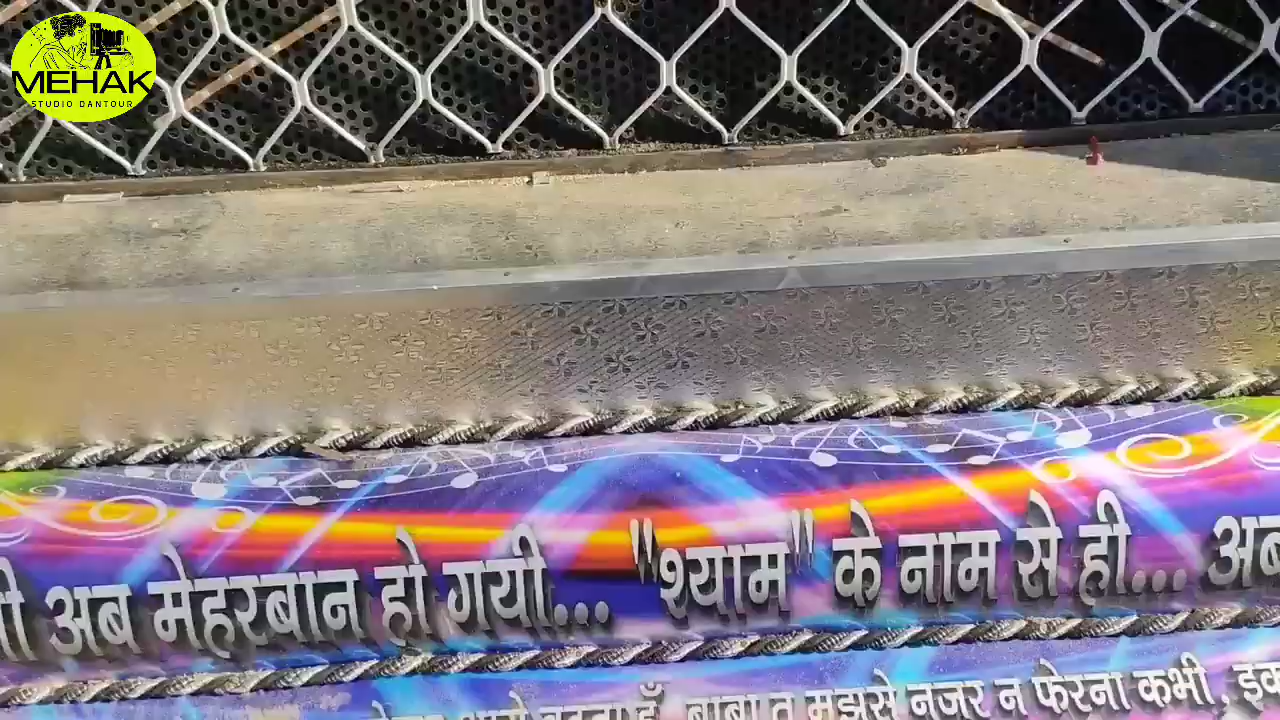 MEHAK
STUDIO DANTOUR
अब मेहरबान हो गयी... "श्याम" के नाम से ही... अब
बाबा तू मुझसे नजर न फेरना कभी,